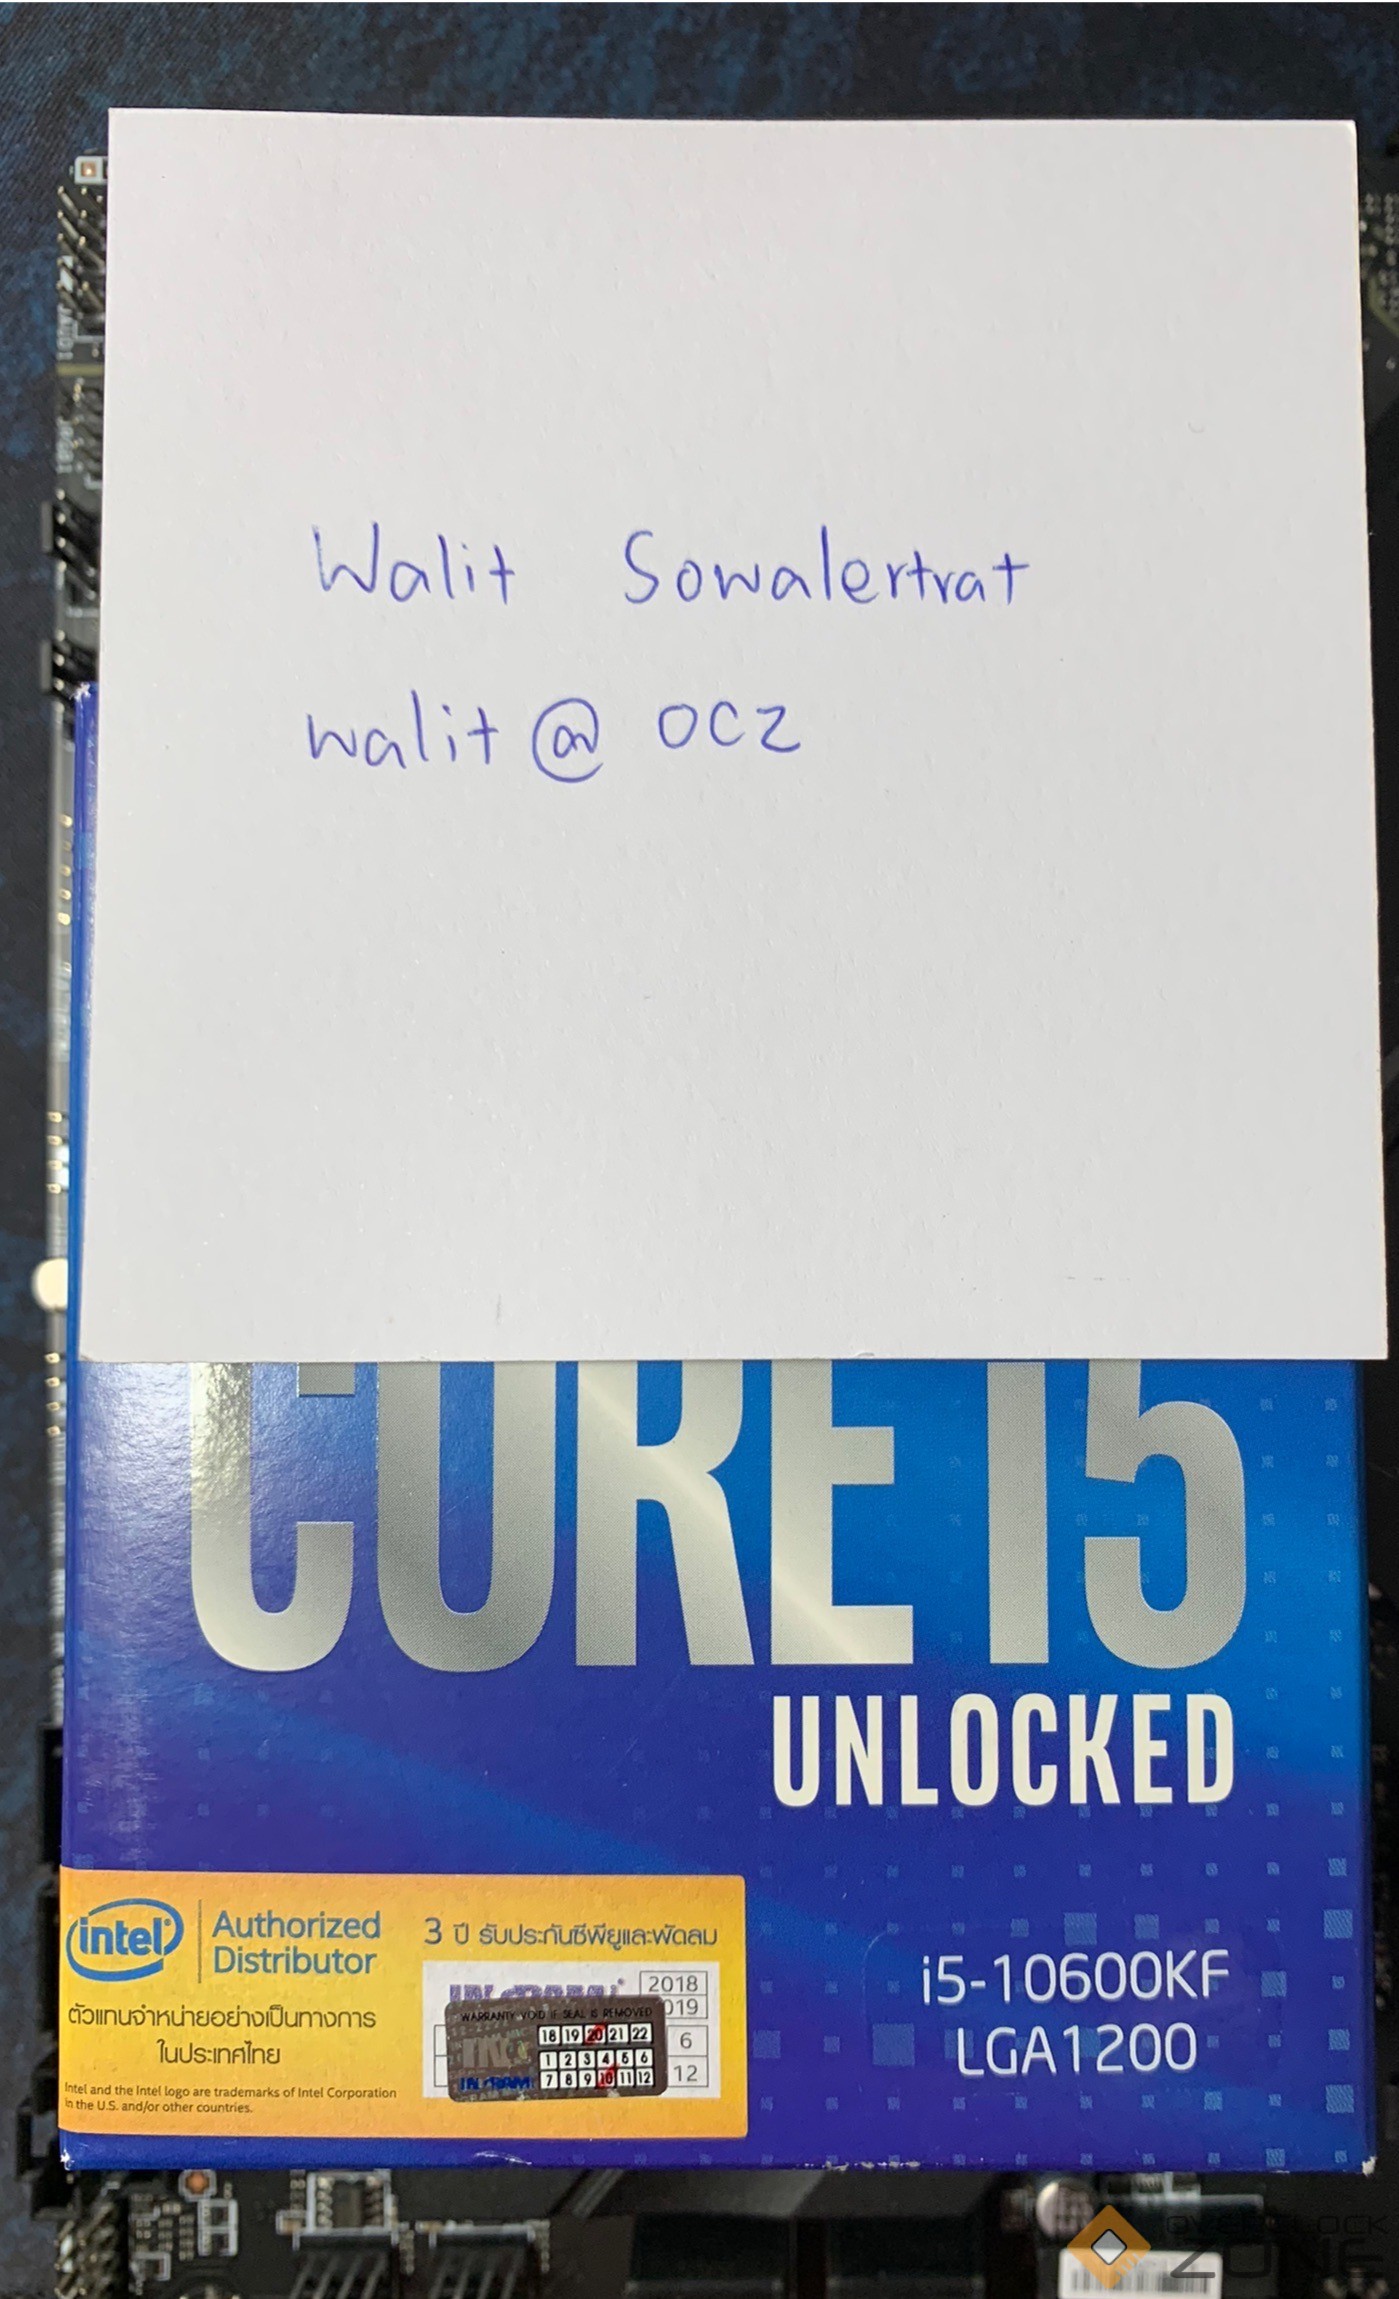 Walit Sowalertrat
walit@ OCZ
CORE i5
UNLOCKED
intel
Authorized
Distributor
3 ปี รับประกันซีพียูและพัดลม
ตัวแทนจำหน่ายอย่างเป็นทางการ
ในประเทศไทย
Intel and the Intel logo are trademarks of Intel Corporation
in the U.S. and/or other countries.
2018
019
WARRANTY VOID IF SEAL IS REMOVED
18 19 20 21 22
6
1 2 3 4 5 6
7 8 9 10 11 12
12
INGRAM
i5-10600KF
LGA1200
OVERCLOCK
ZONE